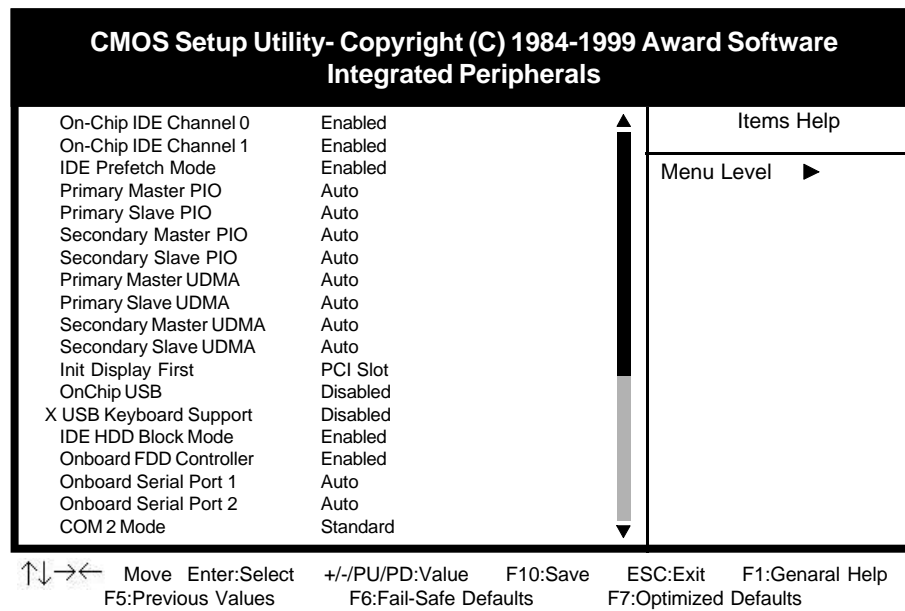 CMOS Setup Utility- Copyright (C) 1984-1999 Award Software
Integrated Peripherals
On-Chip IDE Channel 0 Enabled
On-Chip IDE Channel 1 Enabled
IDE Prefetch Mode Enabled
Primary Master PIO Auto
Primary Slave PIO Auto
Secondary Master PIO Auto
Secondary Slave PIO Auto
Primary Master UDMA Auto
Primary Slave UDMA Auto
Secondary Master UDMA Auto
Secondary Slave UDMA Auto
Init Display First PCI Slot
OnChip USB Disabled
X USB Keyboard Support Disabled
IDE HDD Block Mode Enabled
Onboard FDD Controller Enabled
Onboard Serial Port 1 Auto
Onboard Serial Port 2 Auto
COM 2 Mode Standard
Items Help
Menu Level ▶
↑↓→← Move Enter:Select +/-/PU/PD:Value F10:Save ESC:Exit F1:Genaral Help
F5:Previous Values F6:Fail-Safe Defaults F7:Optimized Defaults